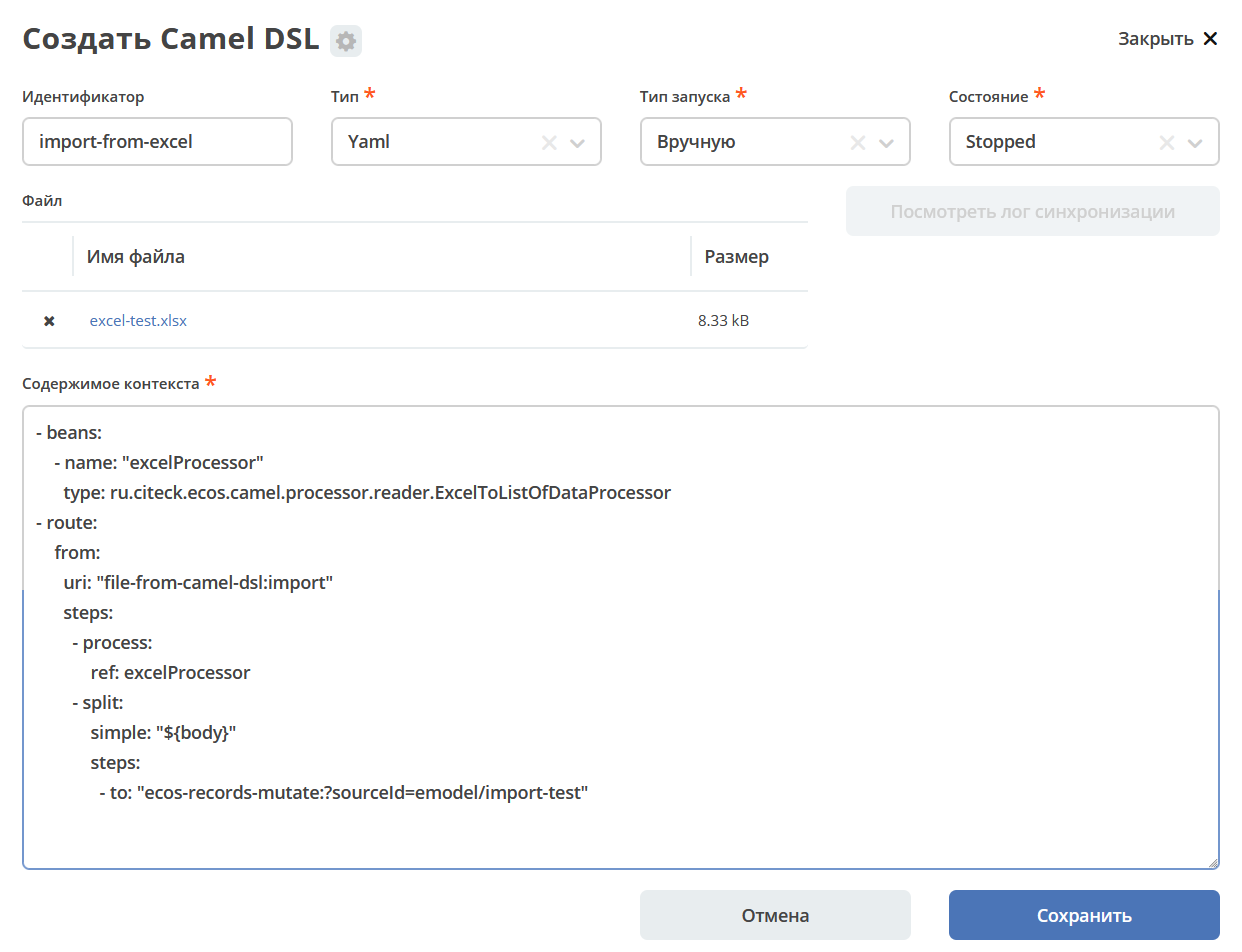 Создать Camel DSL
Закрыть
Идентификатор
Тип *
Тип запуска *
Состояние *
import-from-excel
Yaml
Вручную
Stopped
Файл
Посмотреть лог синхронизации
Имя файла
Размер
excel-test.xlsx
8.33 kB
Содержимое контекста *
- beans:
    - name: "excelProcessor"
      type: ru.citeck.ecos.camel.processor.reader.ExcelToListOfDataProcessor
- route:
    from:
      uri: "file-from-camel-dsl:import"
      steps:
        - process:
            ref: excelProcessor
        - split:
            simple: "${body}"
            steps:
              - to: "ecos-records-mutate:?sourceId=emodel/import-test"
Отмена
Сохранить